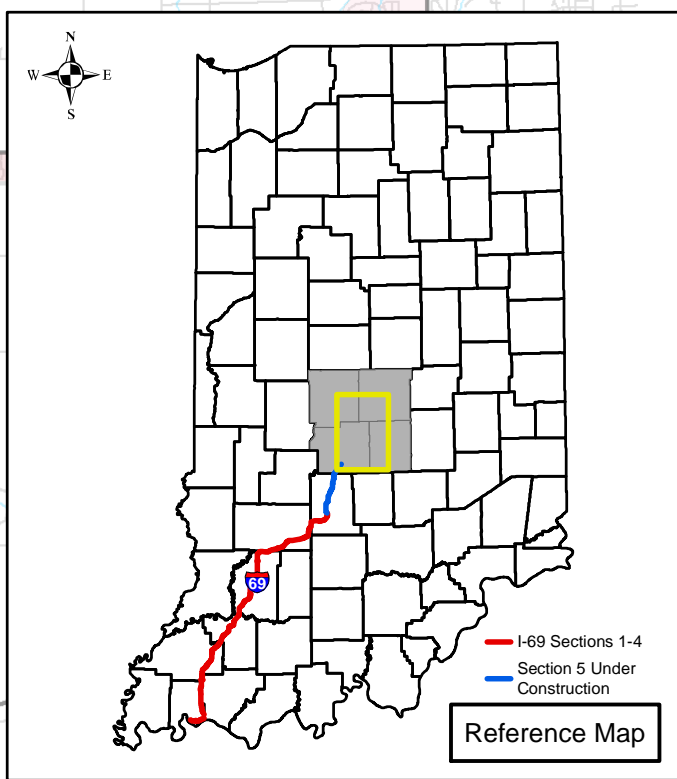 N
W E
S
69
I-69 Sections 1-4
Section 5 Under
Construction
Reference Map